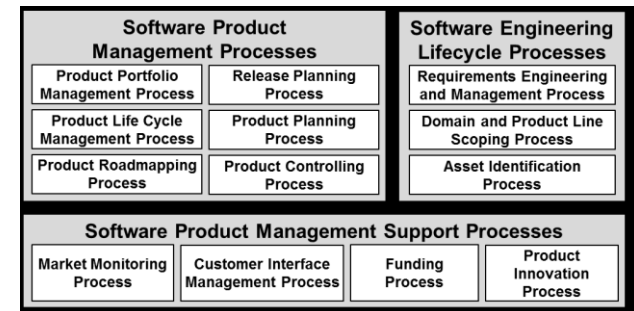 Software Product
Management Processes
Product Portfolio
Management Process
Release Planning
Process
Product Life Cycle
Management Process
Product Planning
Process
Product Roadmapping
Process
Product Controlling
Process
Software Engineering
Lifecycle Processes
Requirements Engineering
and Management Process
Domain and Product Line
Scoping Process
Asset Identification
Process
Software Product Management Support Processes
Market Monitoring
Process
Customer Interface
Management Process
Funding
Process
Product
Innovation
Process